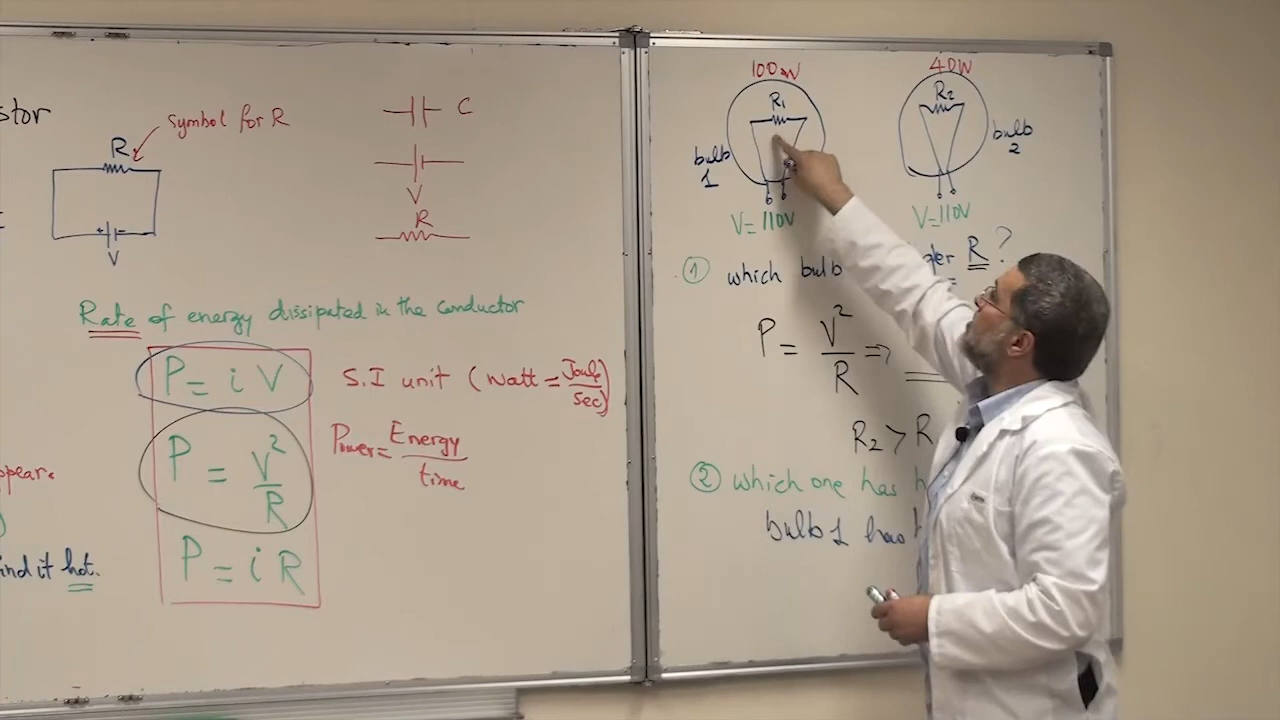 stor
R
symbol for R
V
C
V
R
Rate of energy dissipated in the conductor
P = i V
S.I unit (Watt = Joule/sec)
P = V²/R
Power = Energy/time
P = i R
ppear.
ind it hot.
100W
R1
bulb 1
V = 110V
40W
R2
bulb 2
V = 110V
① which bulb
R ?
P = V²/R ⇒
R2 > R
② which one has h
bulb 1 has